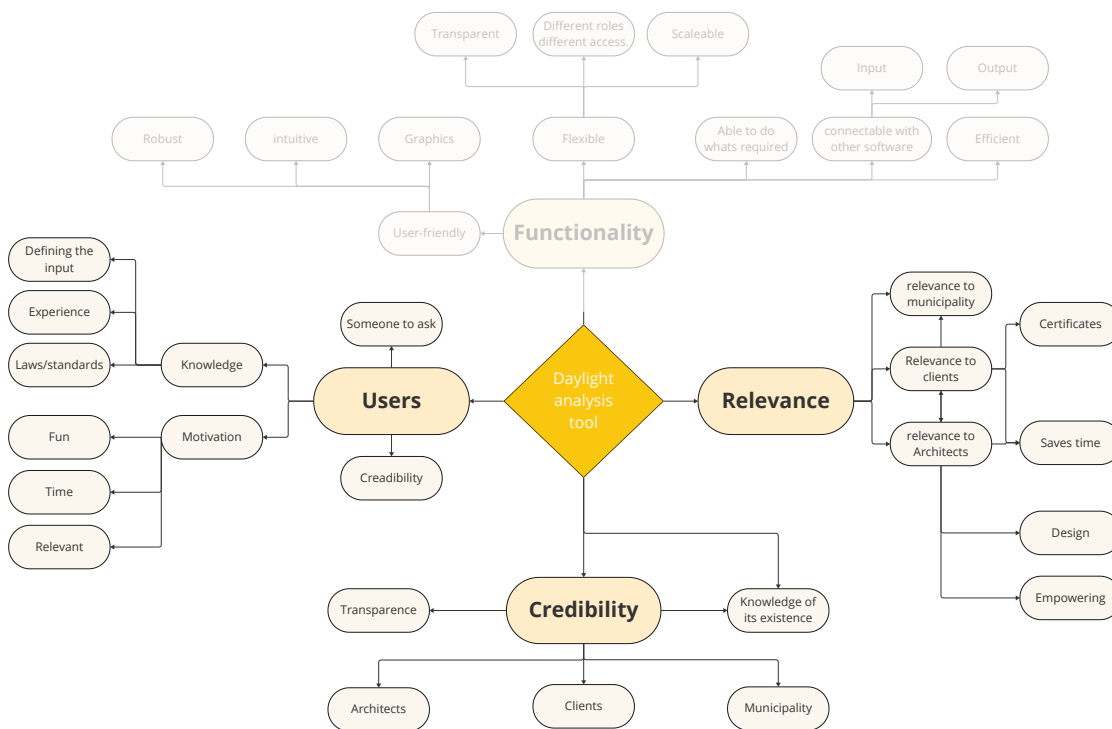 Transparent
Different roles
different access.
Scaleable
Input
Output
Robust
intuitive
Graphics
Flexible
Able to do
whats required
connectable with
other software
Efficient
User-friendly
Functionality
Defining the
input
Experience
Laws/standards
Knowledge
Someone to ask
Users
Daylight
analysis
tool
Relevance
relevance to
municipality
Certificates
Relevance to
clients
relevance to
Architects
Saves time
Fun
Motivation
Creadibility
Time
Relevant
Design
Empowering
Transparence
Credibility
Knowledge of
its existence
Architects
Clients
Municipality